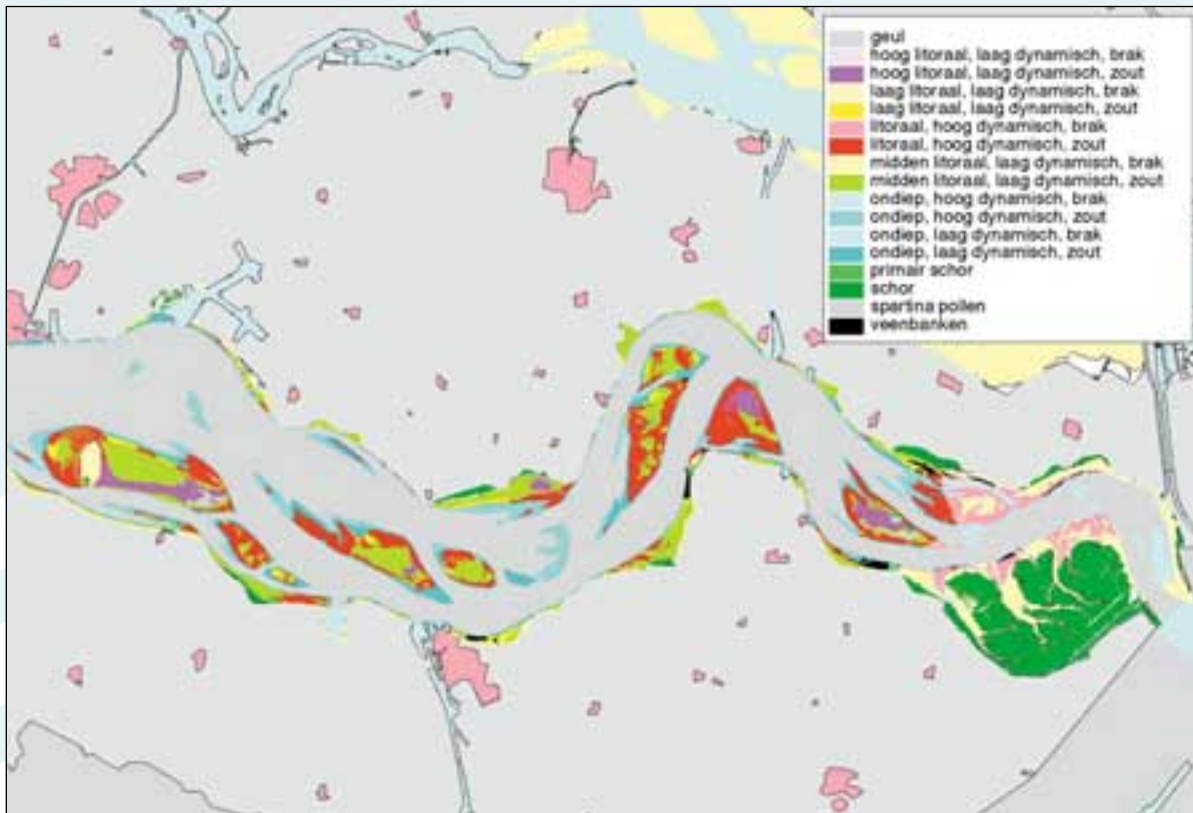 geul
hoog litoraal, laag dynamisch, brak
hoog litoraal, laag dynamisch, zout
laag litoraal, laag dynamisch, brak
laag litoraal, laag dynamisch, zout
litoraal, hoog dynamisch, brak
litoraal, hoog dynamisch, zout
midden litoraal, laag dynamisch, brak
midden litoraal, laag dynamisch, zout
ondiep, hoog dynamisch, brak
ondiep, hoog dynamisch, zout
ondiep, laag dynamisch, brak
ondiep, laag dynamisch, zout
primair schor
schor
spartina pollen
veenbanken